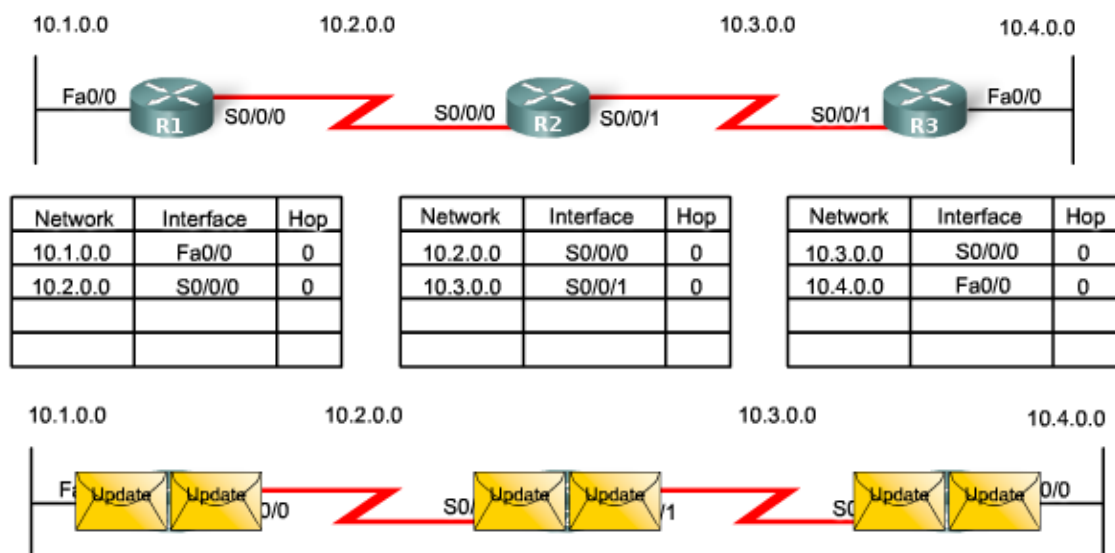 10.1.0.0 10.2.0.0 10.3.0.0 10.4.0.0
Fa0/0 R1 S0/0/0 S0/0/0 R2 S0/0/1 S0/0/1 R3 Fa0/0
Network Interface Hop Network Interface Hop Network Interface Hop
10.1.0.0 Fa0/0 0 10.2.0.0 S0/0/0 0 10.3.0.0 S0/0/0 0
10.2.0.0 S0/0/0 0 10.3.0.0 S0/0/1 0 10.4.0.0 Fa0/0 0
10.1.0.0 10.2.0.0 10.3.0.0 10.4.0.0
Update Update 0/0 S0/ Update Update /1 Update Update 0/0